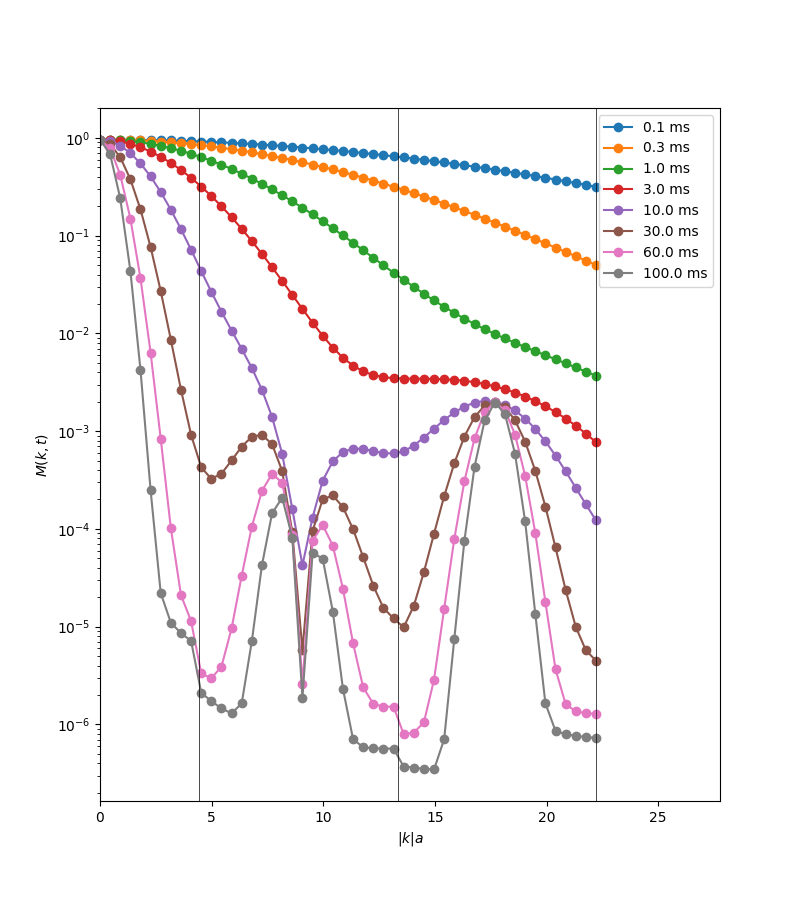 10^0
10^{-1}
10^{-2}
10^{-3}
10^{-4}
10^{-5}
10^{-6}
M(k, t)
0 5 10 15 20 25
|k|a
0.1 ms
0.3 ms
1.0 ms
3.0 ms
10.0 ms
30.0 ms
60.0 ms
100.0 ms